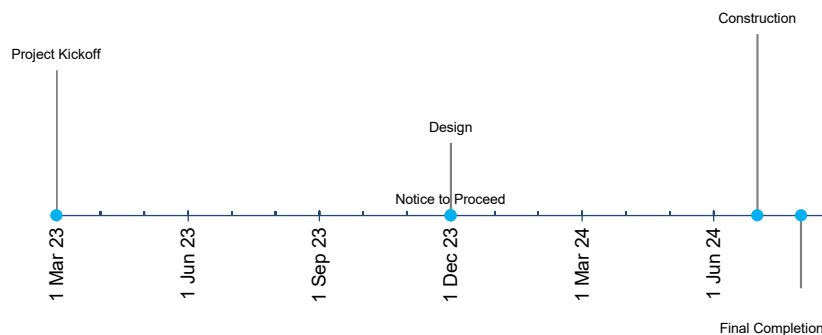 Construction
Project Kickoff
Design
Notice to Proceed
1 Mar 23
1 Jun 23
1 Sep 23
1 Dec 23
1 Mar 24
1 Jun 24
Final Completion